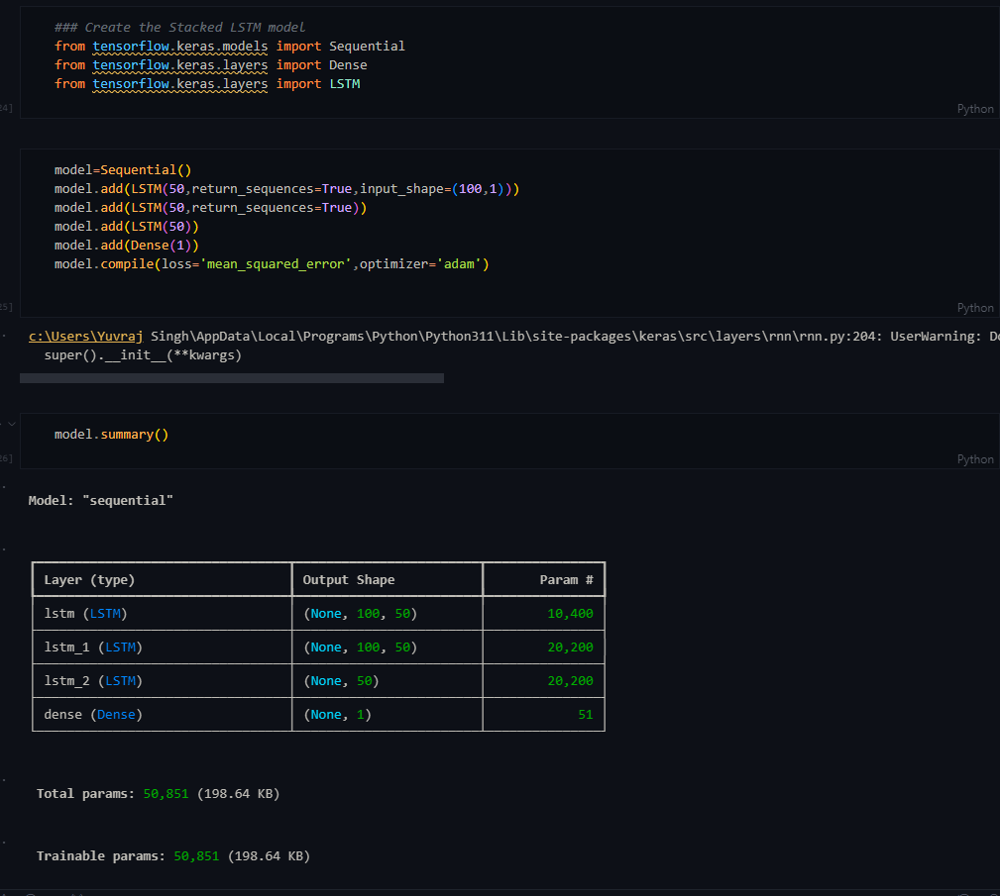 ### Create the Stacked LSTM model
from tensorflow.keras.models import Sequential
from tensorflow.keras.layers import Dense
from tensorflow.keras.layers import LSTM
24]
Python
model=Sequential()
model.add(LSTM(50,return_sequences=True,input_shape=(100,1)))
model.add(LSTM(50,return_sequences=True))
model.add(LSTM(50))
model.add(Dense(1))
model.compile(loss='mean_squared_error',optimizer='adam')
25]
Python
c:\Users\Yuvraj Singh\AppData\Local\Programs\Python\Python311\Lib\site-packages\keras\src\layers\rnn\rnn.py:204: UserWarning:
super().__init__(**kwargs)
model.summary()
26]
Python
Model: "sequential"
Layer (type) Output Shape Param #
lstm (LSTM) (None, 100, 50) 10,400
lstm_1 (LSTM) (None, 100, 50) 20,200
lstm_2 (LSTM) (None, 50) 20,200
dense (Dense) (None, 1) 51
Total params: 50,851 (198.64 KB)
Trainable params: 50,851 (198.64 KB)